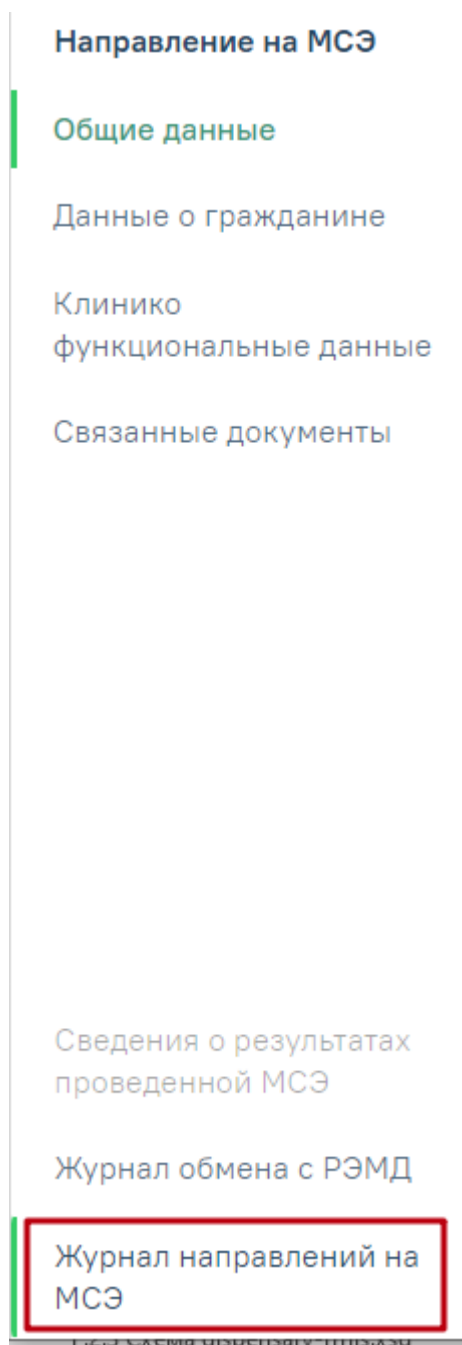 Направление на МСЭ
Общие данные
Данные о гражданине
Клинико
функциональные данные
Связанные документы
Сведения о результатах
проведенной МСЭ
Журнал обмена с РЭМД
Журнал направлений на
МСЭ